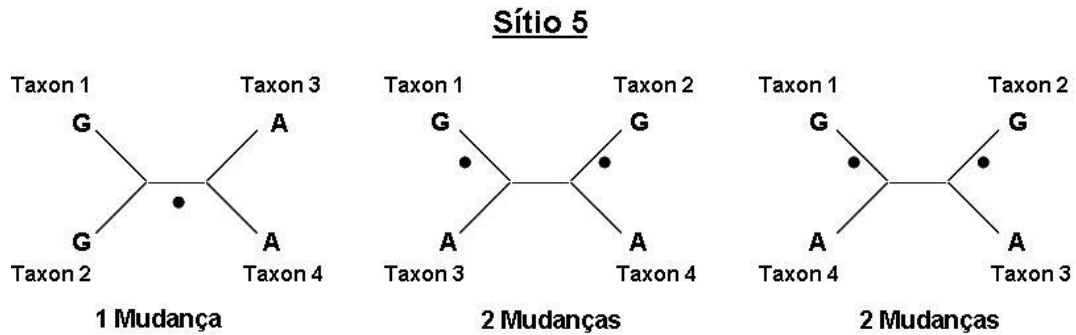 Sítio 5
Taxon 1 Taxon 3 Taxon 1 Taxon 2 Taxon 1 Taxon 2
G A G G G G
G A A A A A
Taxon 2 Taxon 4 Taxon 3 Taxon 4 Taxon 4 Taxon 3
1 Mudança 2 Mudanças 2 Mudanças